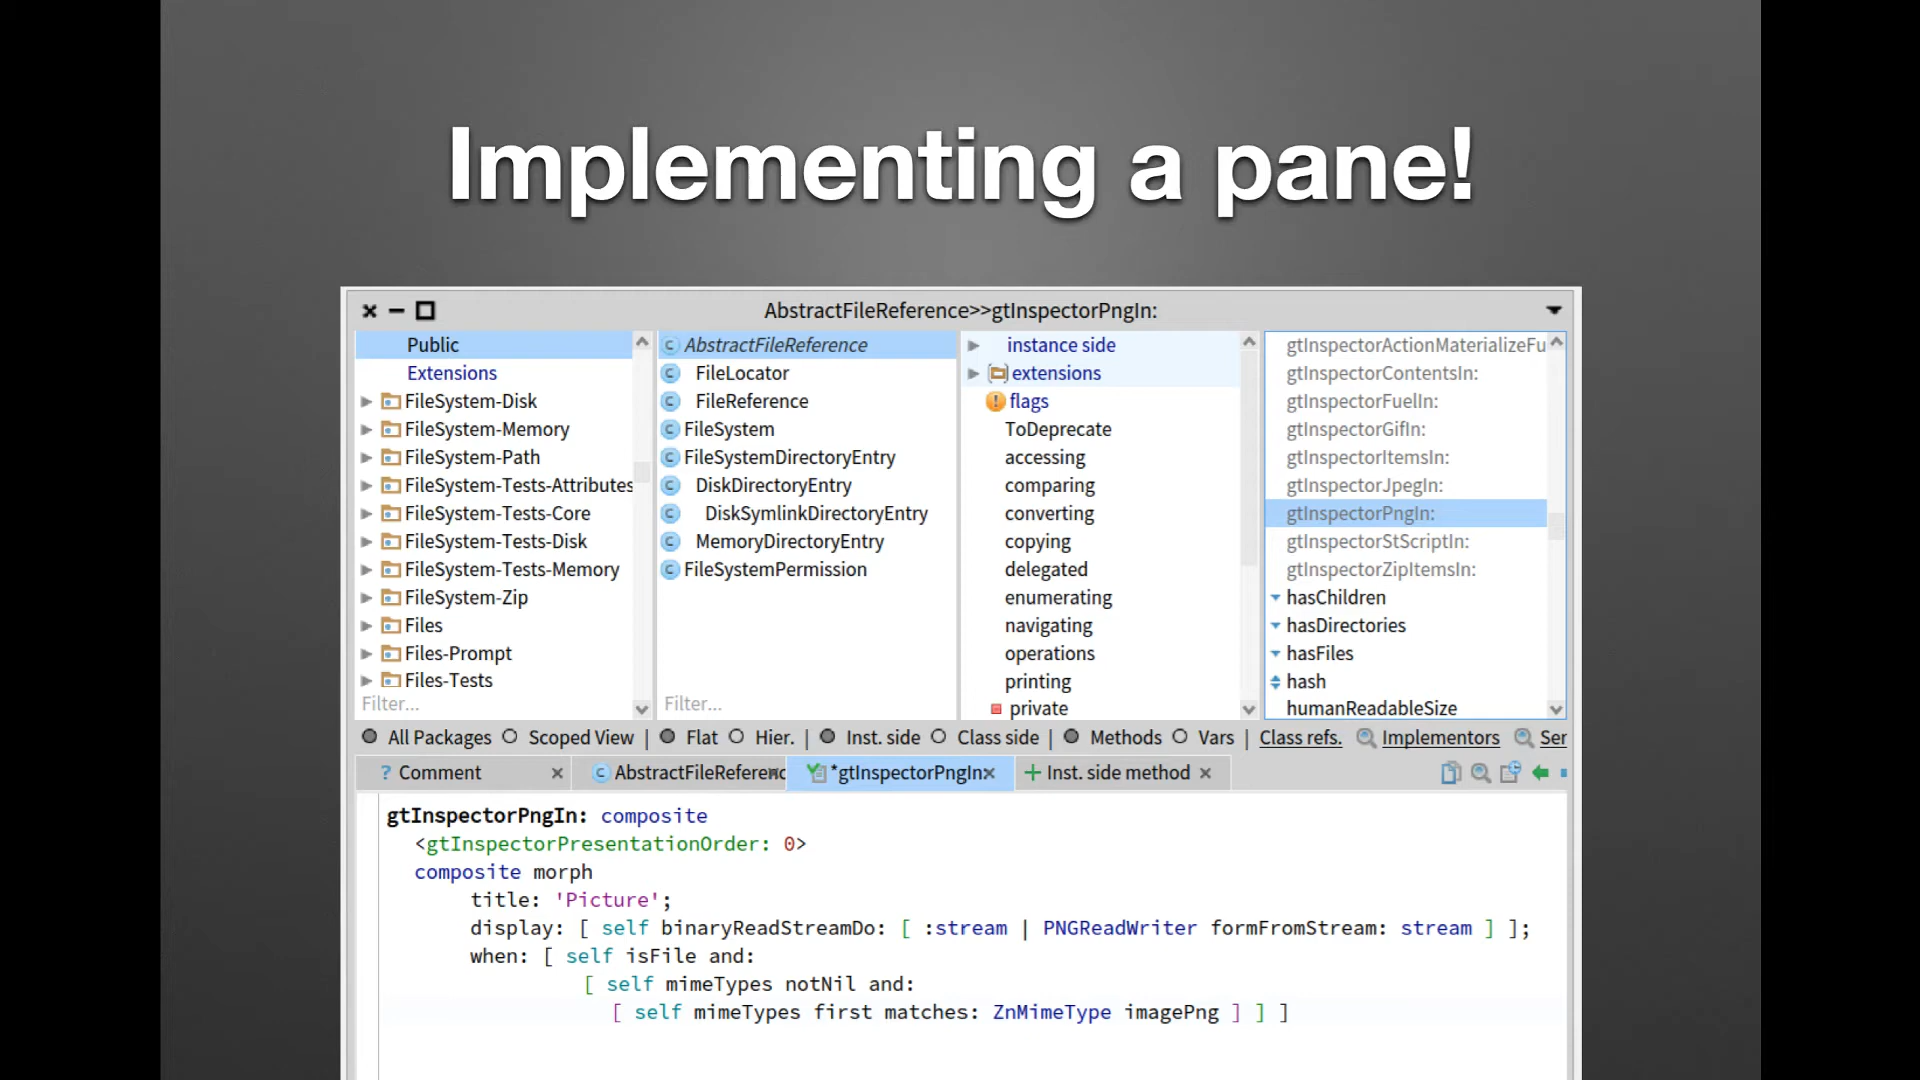 Implementing a pane!
AbstractFileReference>>gtInspectorPngIn:
Public
Extensions
FileSystem-Disk
FileSystem-Memory
FileSystem-Path
FileSystem-Tests-Attributes
FileSystem-Tests-Core
FileSystem-Tests-Disk
FileSystem-Tests-Memory
FileSystem-Zip
Files
Files-Prompt
Files-Tests
Filter...
AbstractFileReference
FileLocator
FileReference
FileSystem
FileSystemDirectoryEntry
DiskDirectoryEntry
DiskSymlinkDirectoryEntry
MemoryDirectoryEntry
FileSystemPermission
Filter...
instance side
extensions
flags
ToDeprecate
accessing
comparing
converting
copying
delegated
enumerating
navigating
operations
printing
private
gtInspectorActionMaterializeFu
gtInspectorContentsIn:
gtInspectorFuelIn:
gtInspectorGifIn:
gtInspectorItemsIn:
gtInspectorJpegIn:
gtInspectorPngIn:
gtInspectorStScriptIn:
gtInspectorZipItemsIn:
hasChildren
hasDirectories
hasFiles
hash
humanReadableSize
All Packages Scoped View | Flat Hier. | Inst. side Class side | Methods Vars | Class refs. Implementors Ser
? Comment AbstractFileReferenc *gtInspectorPngIn Inst. side method
gtInspectorPngIn: composite
<gtInspectorPresentationOrder: 0>
composite morph
title: 'Picture';
display: [ self binaryReadStreamDo: [ :stream | PNGReadWriter formFromStream: stream ] ];
when: [ self isFile and:
[ self mimeTypes notNil and:
[ self mimeTypes first matches: ZnMimeType imagePng ] ] ]